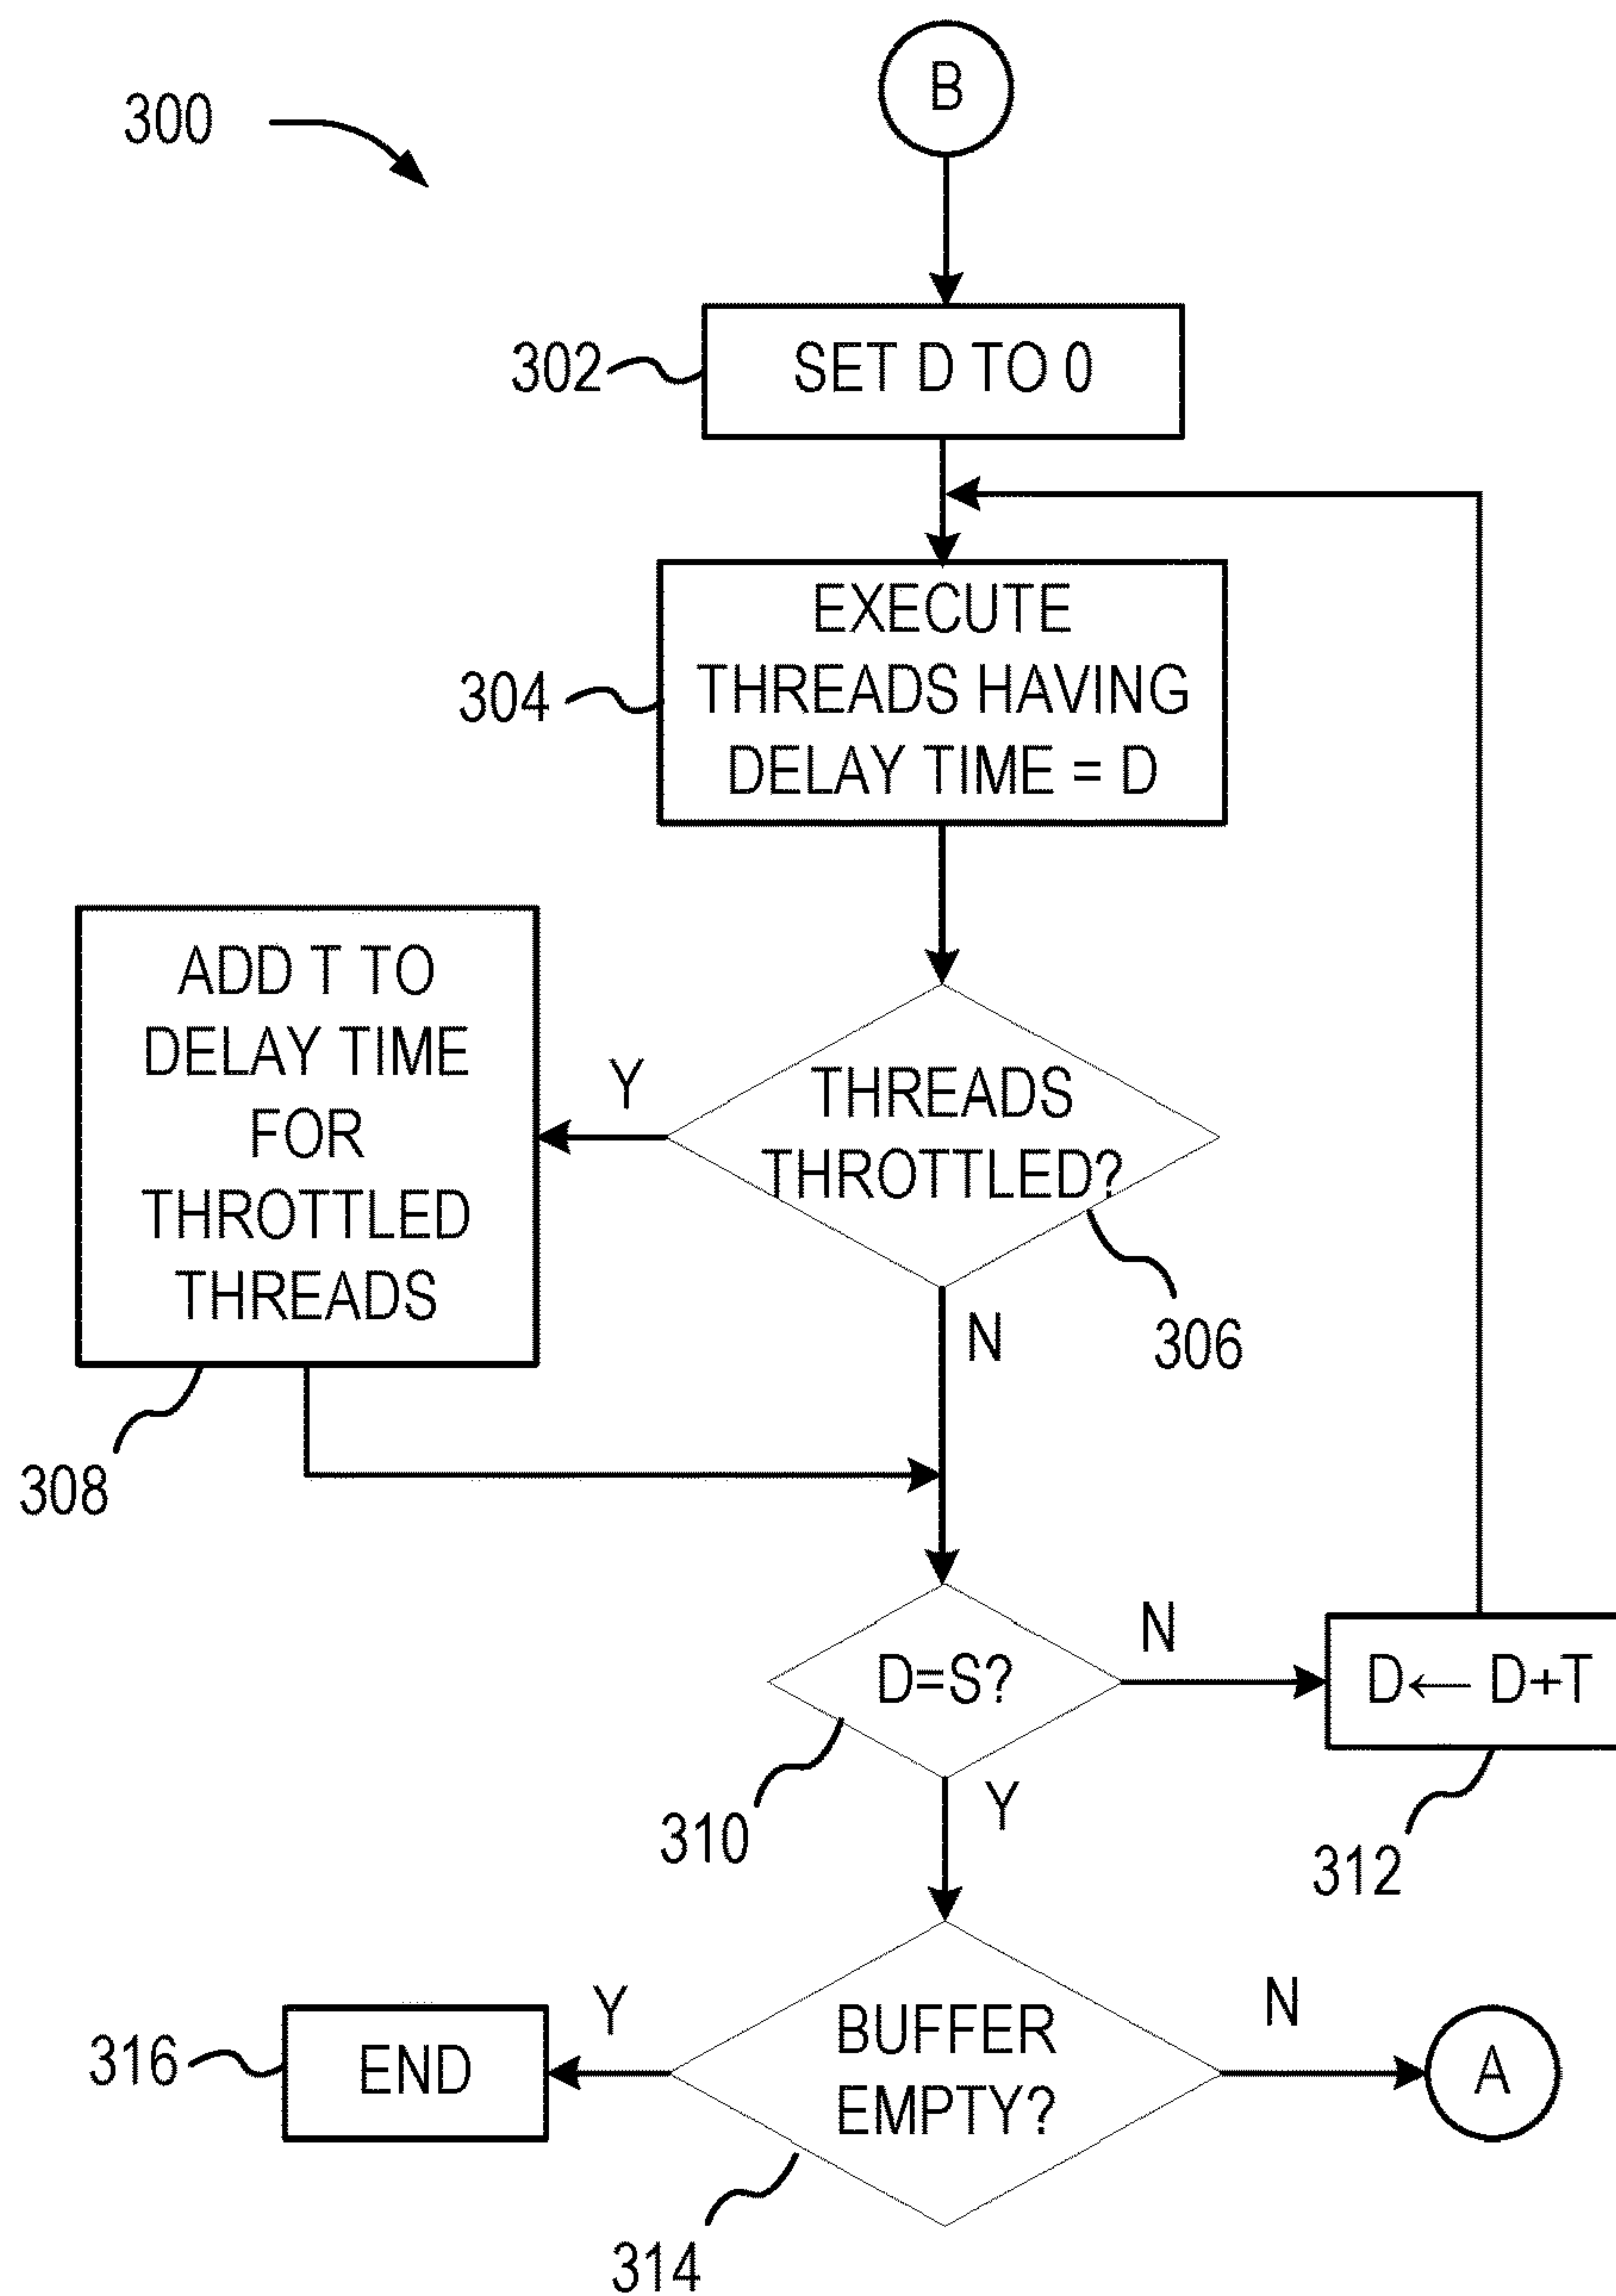 B
300
302
SET D TO 0
EXECUTE
THREADS HAVING
DELAY TIME = D
304
ADD T TO
DELAY TIME
FOR
THROTTLED
THREADS
308
Y
THREADS
THROTTLED?
306
N
D=S?
310
N
D← D+T
312
Y
BUFFER
EMPTY?
314
Y
END
316
N
A